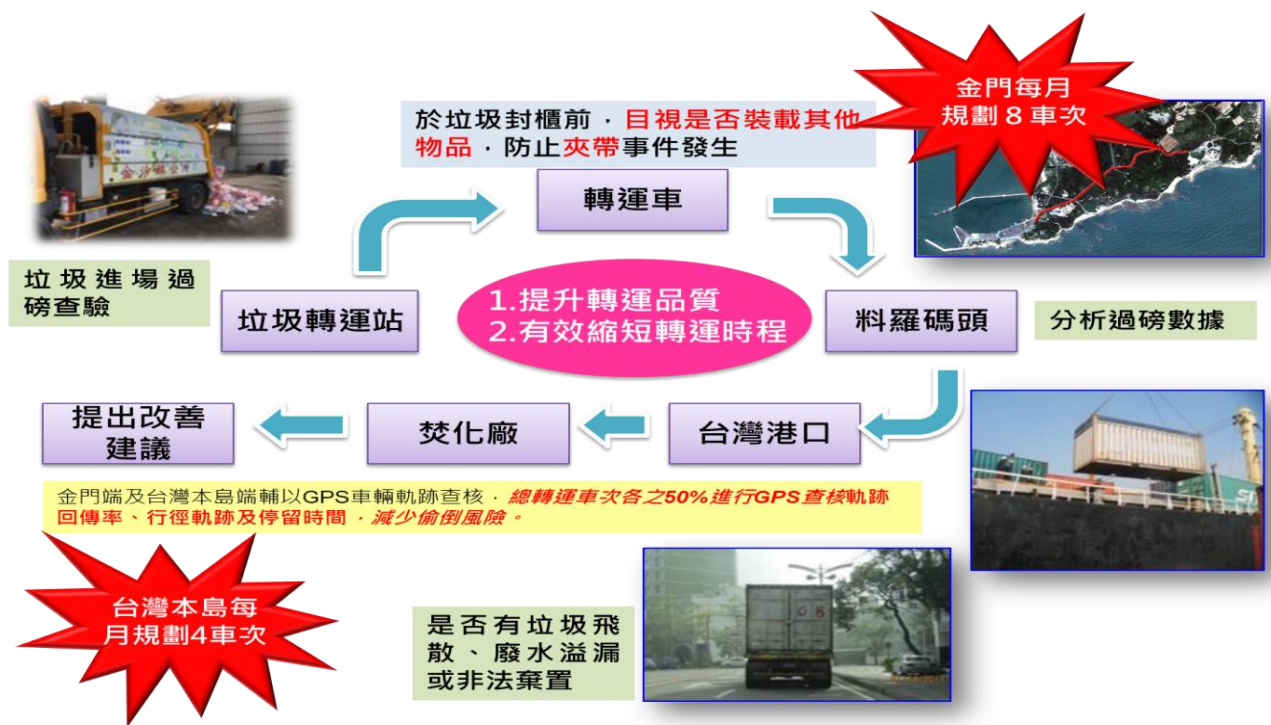 於垃圾封櫃前，目視是否裝載其他
物品，防止夾帶事件發生
金門每月
規劃８車次
轉運車
垃圾進場過
磅查驗
垃圾轉運站
1.提升轉運品質
2.有效縮短轉運時程
料羅碼頭
分析過磅數據
台灣港口
焚化廠
提出改善
建議
金門端及台灣本島端輔以GPS車輛軌跡查核，總轉運車次各之50%進行GPS查核軌跡
回傳率、行徑軌跡及停留時間，減少偷倒風險。
台灣本島每
月規劃4車次
是否有垃圾飛
散、廢水溢漏
或非法棄置